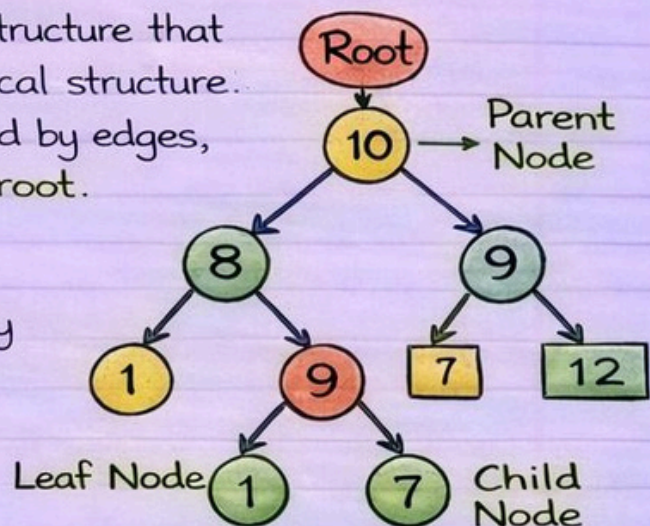 tructure that
cal structure.
d by edges,
root.
y
Root
10
Parent
Node
8
9
1
9
7
12
Leaf Node
1
7
Child
Node